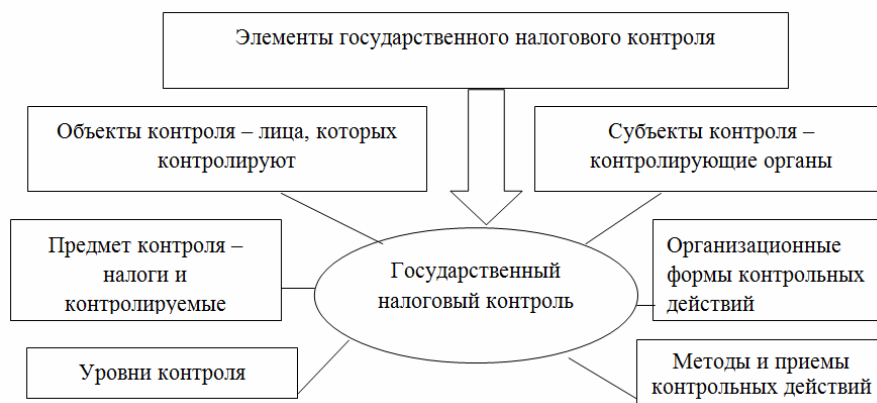 Элементы государственного налогового контроля
Объекты контроля – лица, которых
контролируют
Субъекты контроля –
контролирующие органы
Предмет контроля –
налоги и
контролируемые
Государственный
налоговый контроль
Организационные
формы контрольных
действий
Уровни контроля
Методы и приемы
контрольных действий